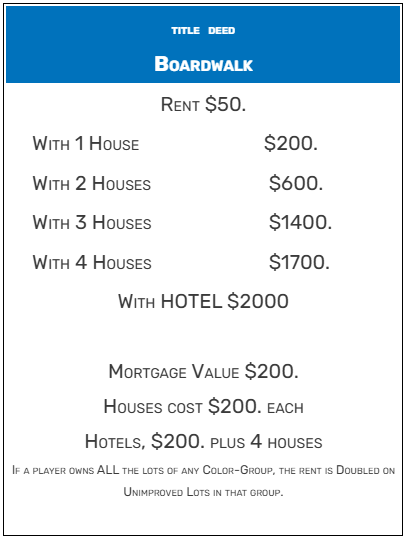 TITLE DEED
BOARDWALK
RENT $50.
WITH 1 HOUSE $200.
WITH 2 HOUSES $600.
WITH 3 HOUSES $1400.
WITH 4 HOUSES $1700.
WITH HOTEL $2000
MORTGAGE VALUE $200.
HOUSES COST $200. EACH
HOTELS, $200. PLUS 4 HOUSES
IF A PLAYER OWNS ALL THE LOTS OF ANY COLOR-GROUP, THE RENT IS DOUBLED ON
UNIMPROVED LOTS IN THAT GROUP.